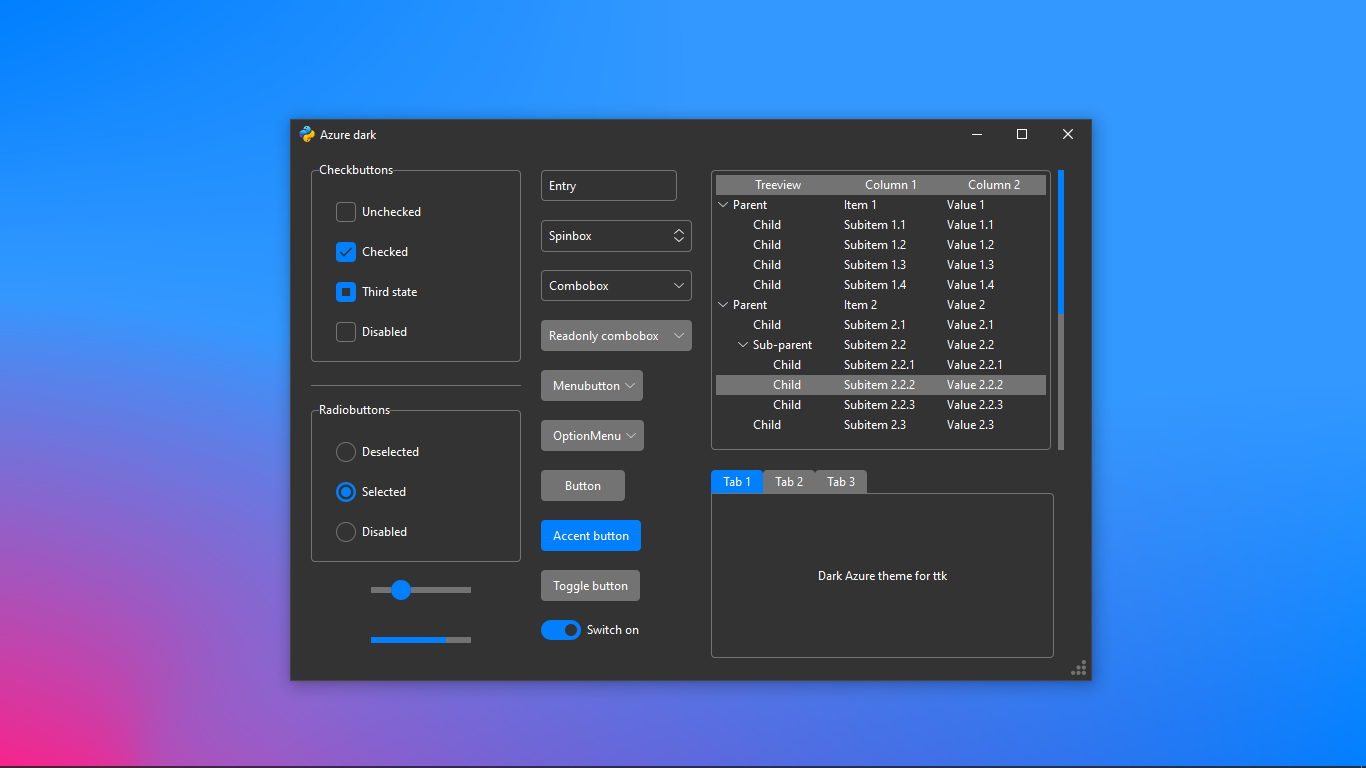 Azure dark
Checkbuttons
Unchecked
Checked
Third state
Disabled
Radiobuttons
Deselected
Selected
Disabled
Entry
Spinbox
Combobox
Readonly combobox
Menubutton
OptionMenu
Button
Accent button
Toggle button
Switch on
Treeview Column 1 Column 2
Parent Item 1 Value 1
Child Subitem 1.1 Value 1.1
Child Subitem 1.2 Value 1.2
Child Subitem 1.3 Value 1.3
Child Subitem 1.4 Value 1.4
Parent Item 2 Value 2
Child Subitem 2.1 Value 2.1
Sub-parent Subitem 2.2 Value 2.2
Child Subitem 2.2.1 Value 2.2.1
Child Subitem 2.2.2 Value 2.2.2
Child Subitem 2.2.3 Value 2.2.3
Child Subitem 2.3 Value 2.3
Tab 1 Tab 2 Tab 3
Dark Azure theme for ttk